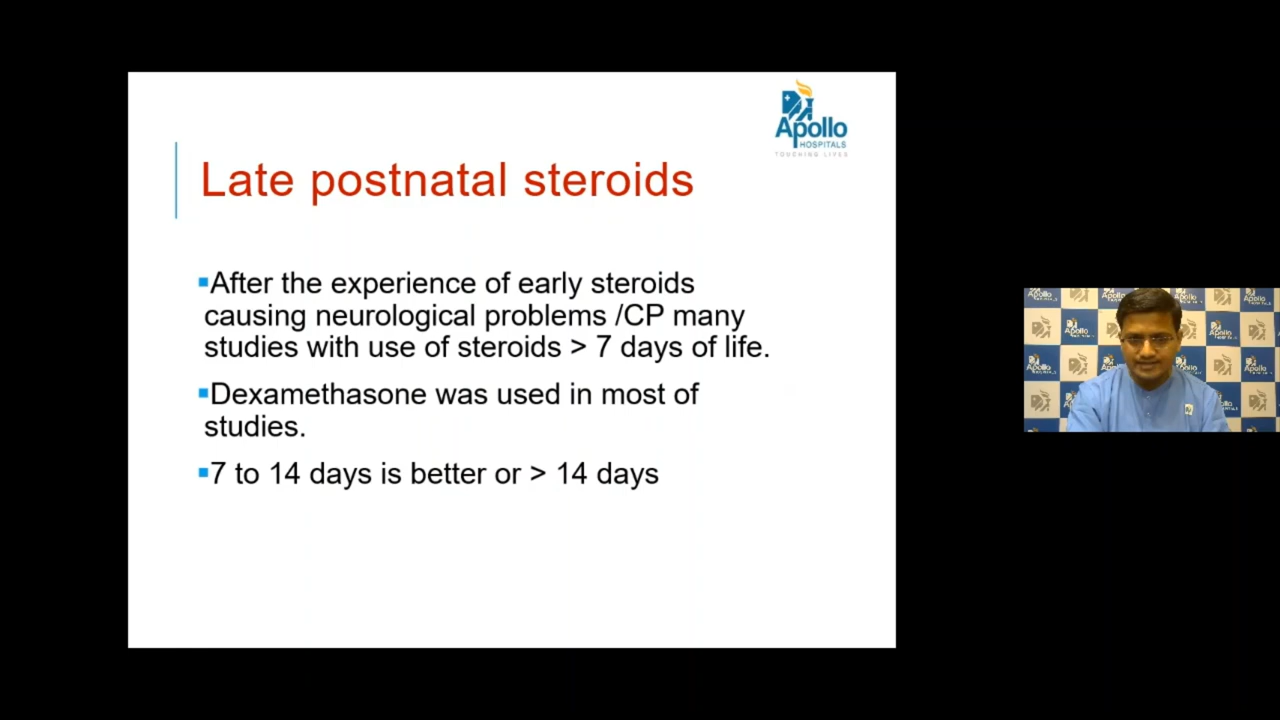 Apollo
HOSPITALS
TOUCHING LIVES
Late postnatal steroids
▪After the experience of early steroids
causing neurological problems /CP many
studies with use of steroids > 7 days of life.
▪Dexamethasone was used in most of
studies.
▪7 to 14 days is better or > 14 days